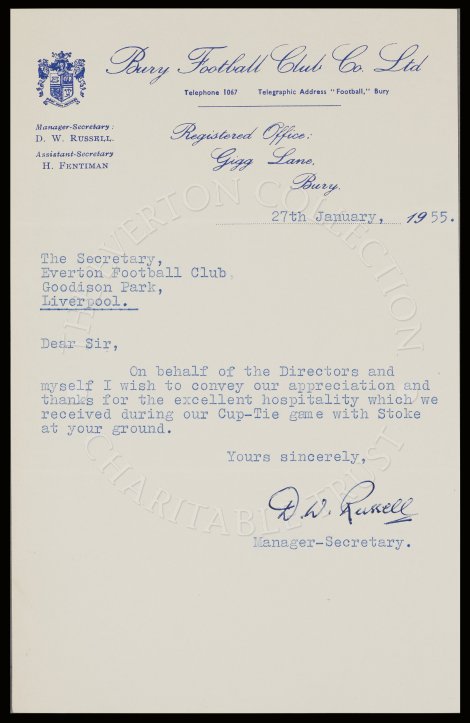 Bury Football Club Co. Ltd
Telephone 1067 Telegraphic Address "Football," Bury
Manager-Secretary:
D. W. RUSSELL.
Assistant-Secretary
H. FENTIMAN
Registered Office:
Gigg Lane,
Bury.
27th January, 1955.
The Secretary,
Everton Football Club,
Goodison Park,
Liverpool.
Dear Sir,
On behalf of the Directors and
myself I wish to convey our appreciation and
thanks for the excellent hospitality which we
received during our Cup-Tie game with Stoke
at your ground.
Yours sincerely,
D. W. Russell
Manager-Secretary.
THE EVERTON COLLECTION
CHARITABLE TRUST